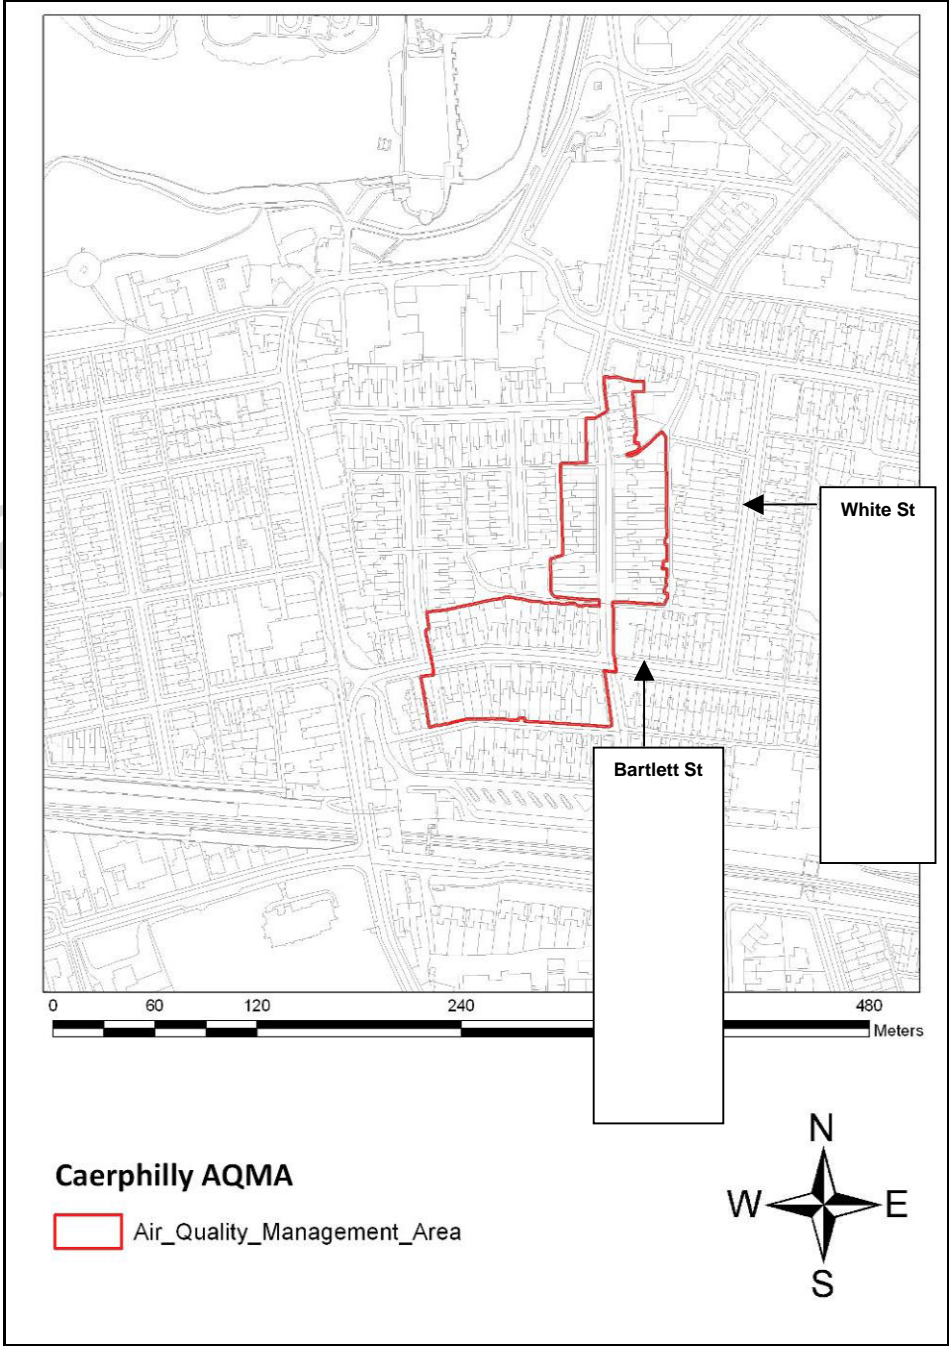 White St
Bartlett St
0 60 120 240 480
Meters
N
W E
S
Caerphilly AQMA
Air_Quality_Management_Area